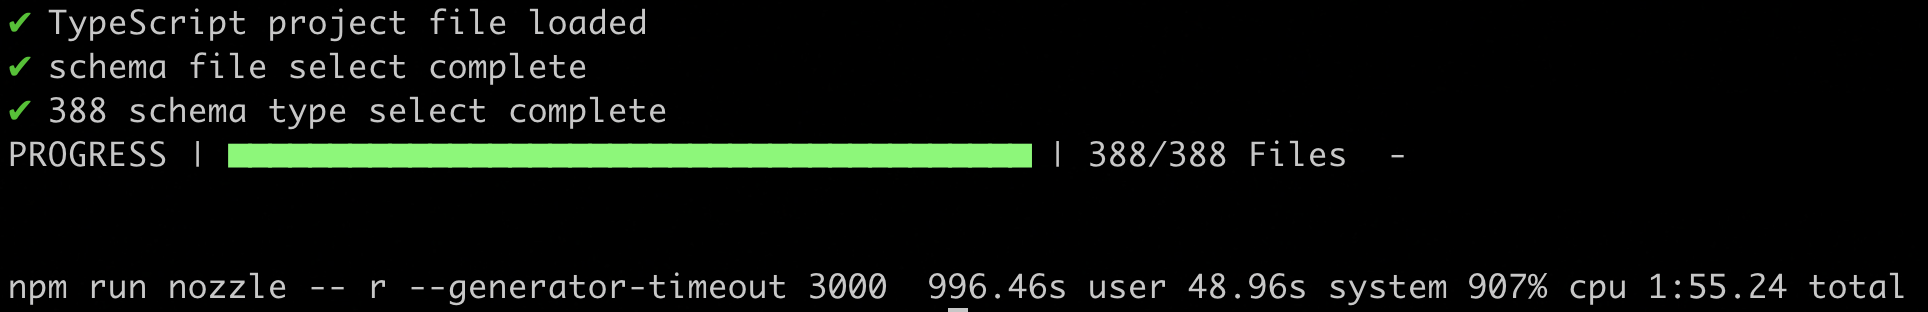 ✔ TypeScript project file loaded
✔ schema file select complete
✔ 388 schema type select complete
PROGRESS | ████████████████████████████████████████ | 388/388 Files  -
npm run nozzle -- r --generator-timeout 3000  996.46s user 48.96s system 907% cpu 1:55.24 total